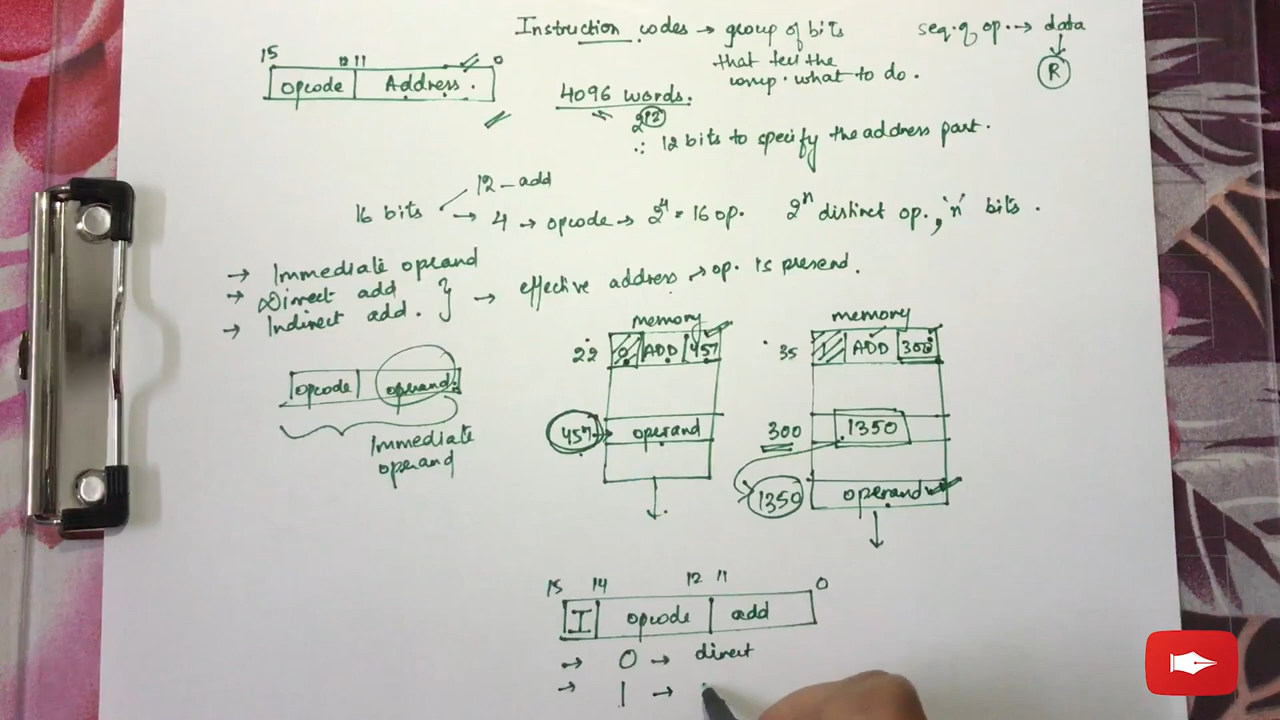 Instruction codes → group of bits
that tell the
comp. what to do.
seq. of op. → data
R
15 12 11 0
opcode Address
4096 words.
2^12
∴ 12 bits to specify the address part.
16 bits
12 - add
→ 4 → opcode → 2^4 = 16 op. 2^n distinct op., 'n' bits.
→ Immediate oprand
→ Direct add
→ Indirect add. } → effective address → op. is presend.
opcode operand.
Immediate
operand
memory
22 0 ADD 457
457 operand
memory
35 1 ADD 300
300 1350
1350 operand
15 14 12 11 0
I opcode add
→ 0 → direct
→ 1 →